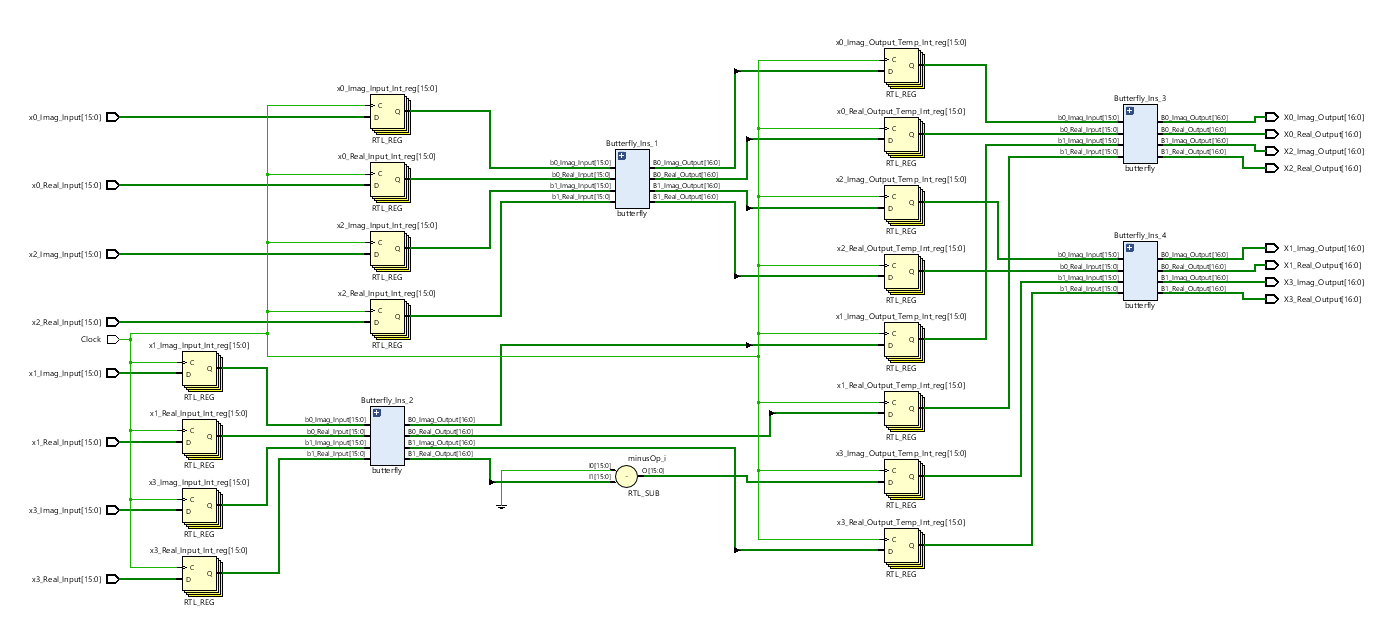 x0_Imag_Input[15:0]
x0_Real_Input[15:0]
x2_Imag_Input[15:0]
x2_Real_Input[15:0]
Clock
x1_Imag_Input[15:0]
x1_Real_Input[15:0]
x3_Imag_Input[15:0]
x3_Real_Input[15:0]
x1_Imag_Input_Int_reg[15:0]
C
D
Q
RTL_REG
x1_Real_Input_Int_reg[15:0]
C
D
Q
RTL_REG
x3_Imag_Input_Int_reg[15:0]
C
D
Q
RTL_REG
x3_Real_Input_Int_reg[15:0]
C
D
Q
RTL_REG
x0_Imag_Input_Int_reg[15:0]
C
D
Q
RTL_REG
x0_Real_Input_Int_reg[15:0]
C
D
Q
RTL_REG
x2_Imag_Input_Int_reg[15:0]
C
D
Q
RTL_REG
x2_Real_Input_Int_reg[15:0]
C
D
Q
RTL_REG
Butterfly_Ins_2
b0_Imag_Input[15:0]
b0_Real_Input[15:0]
b1_Imag_Input[15:0]
b1_Real_Input[15:0]
B0_Imag_Output[16:0]
B0_Real_Output[16:0]
B1_Imag_Output[16:0]
B1_Real_Output[16:0]
butterfly
Butterfly_Ins_1
b0_Imag_Input[15:0]
b0_Real_Input[15:0]
b1_Imag_Input[15:0]
b1_Real_Input[15:0]
B0_Imag_Output[16:0]
B0_Real_Output[16:0]
B1_Imag_Output[16:0]
B1_Real_Output[16:0]
butterfly
minusOp_i
I0[15:0]
I1[15:0]
-
O[15:0]
RTL_SUB
x0_Imag_Output_Temp_Int_reg[15:0]
C
D
Q
RTL_REG
x0_Real_Output_Temp_Int_reg[15:0]
C
D
Q
RTL_REG
x2_Imag_Output_Temp_Int_reg[15:0]
C
D
Q
RTL_REG
x2_Real_Output_Temp_Int_reg[15:0]
C
D
Q
RTL_REG
x1_Imag_Output_Temp_Int_reg[15:0]
C
D
Q
RTL_REG
x1_Real_Output_Temp_Int_reg[15:0]
C
D
Q
RTL_REG
x3_Imag_Output_Temp_Int_reg[15:0]
C
D
Q
RTL_REG
x3_Real_Output_Temp_Int_reg[15:0]
C
D
Q
RTL_REG
Butterfly_Ins_3
b0_Imag_Input[15:0]
b0_Real_Input[15:0]
b1_Imag_Input[15:0]
b1_Real_Input[15:0]
B0_Imag_Output[16:0]
B0_Real_Output[16:0]
B1_Imag_Output[16:0]
B1_Real_Output[16:0]
butterfly
Butterfly_Ins_4
b0_Imag_Input[15:0]
b0_Real_Input[15:0]
b1_Imag_Input[15:0]
b1_Real_Input[15:0]
B0_Imag_Output[16:0]
B0_Real_Output[16:0]
B1_Imag_Output[16:0]
B1_Real_Output[16:0]
butterfly
X0_Imag_Output[16:0]
X0_Real_Output[16:0]
X2_Imag_Output[16:0]
X2_Real_Output[16:0]
X1_Imag_Output[16:0]
X1_Real_Output[16:0]
X3_Imag_Output[16:0]
X3_Real_Output[16:0]